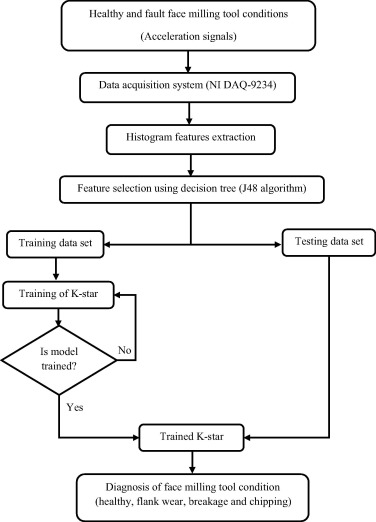 Healthy and fault face milling tool conditions
(Acceleration signals)
Data acquisition system (NI DAQ-9234)
Histogram features extraction
Feature selection using decision tree (J48 algorithm)
Training data set
Testing data set
Training of K-star
Is model
trained?
No
Yes
Trained K-star
Diagnosis of face milling tool condition
(healthy, flank wear, breakage and chipping)